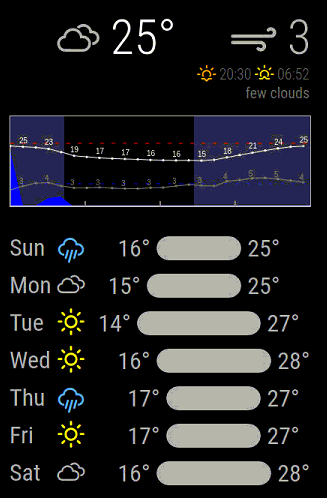 25° 3
20:30 06:52
few clouds
25 23 19 17 17 16 16 15 18 21 24 25
3 4 3 3 3 3 3 3 4 5 5 4
Sun 16° 25°
Mon 15° 25°
Tue 14° 27°
Wed 16° 28°
Thu 17° 27°
Fri 17° 27°
Sat 16° 28°